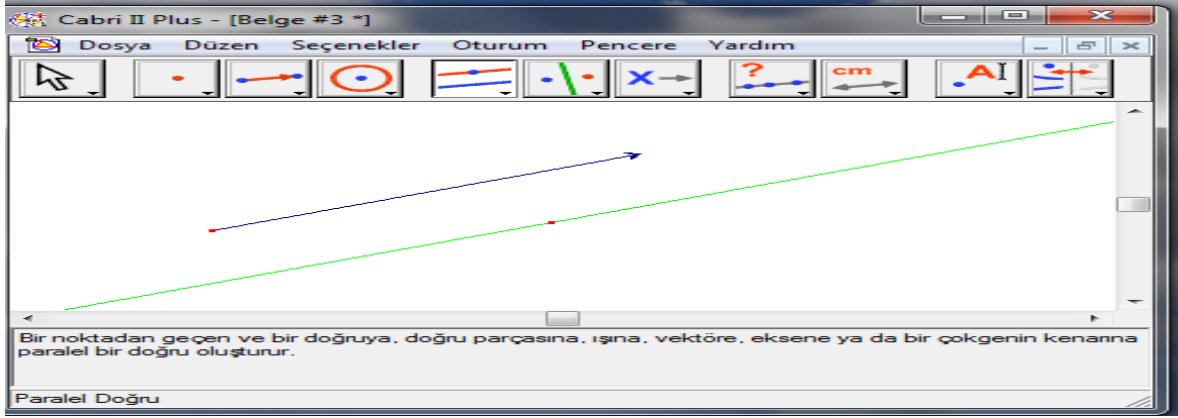 Cabri II Plus - [Belge #3 *]
Dosya Düzen Seçenekler Oturum Pencere Yardım
? cm A
Bir noktadan geçen ve bir doğruya, doğru parçasına, ışına, vektöre, eksene ya da bir çokgenin kenarına
paralel bir doğru oluşturur.
Paralel Doğru